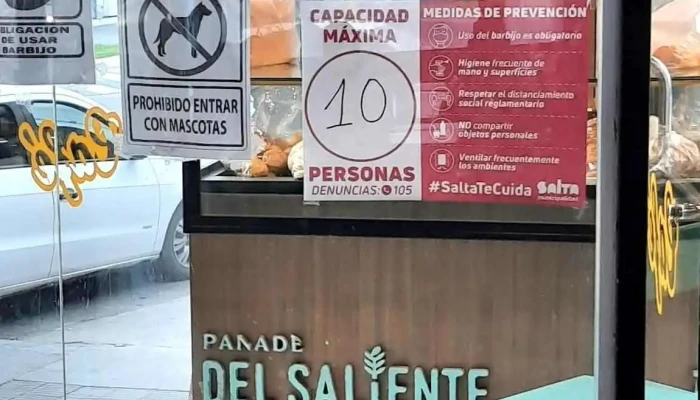 OBLIGACION
DE USAR
BARBIJO
PROHIBIDO ENTRAR
CON MASCOTAS
CAPACIDAD
MÁXIMA
10
PERSONAS
DENUNCIAS: 105
MEDIDAS DE PREVENCIÓN
Uso del barbijo es obligatorio
Higiene frecuente de
mano y superficies
Respetar el distanciamiento
social reglamentario
NO compartir
objetos personales
Ventilar frecuentemente
los ambientes
#SaltaTeCuida
Salta
municipalidad
PANADE
DEL SALIENTE